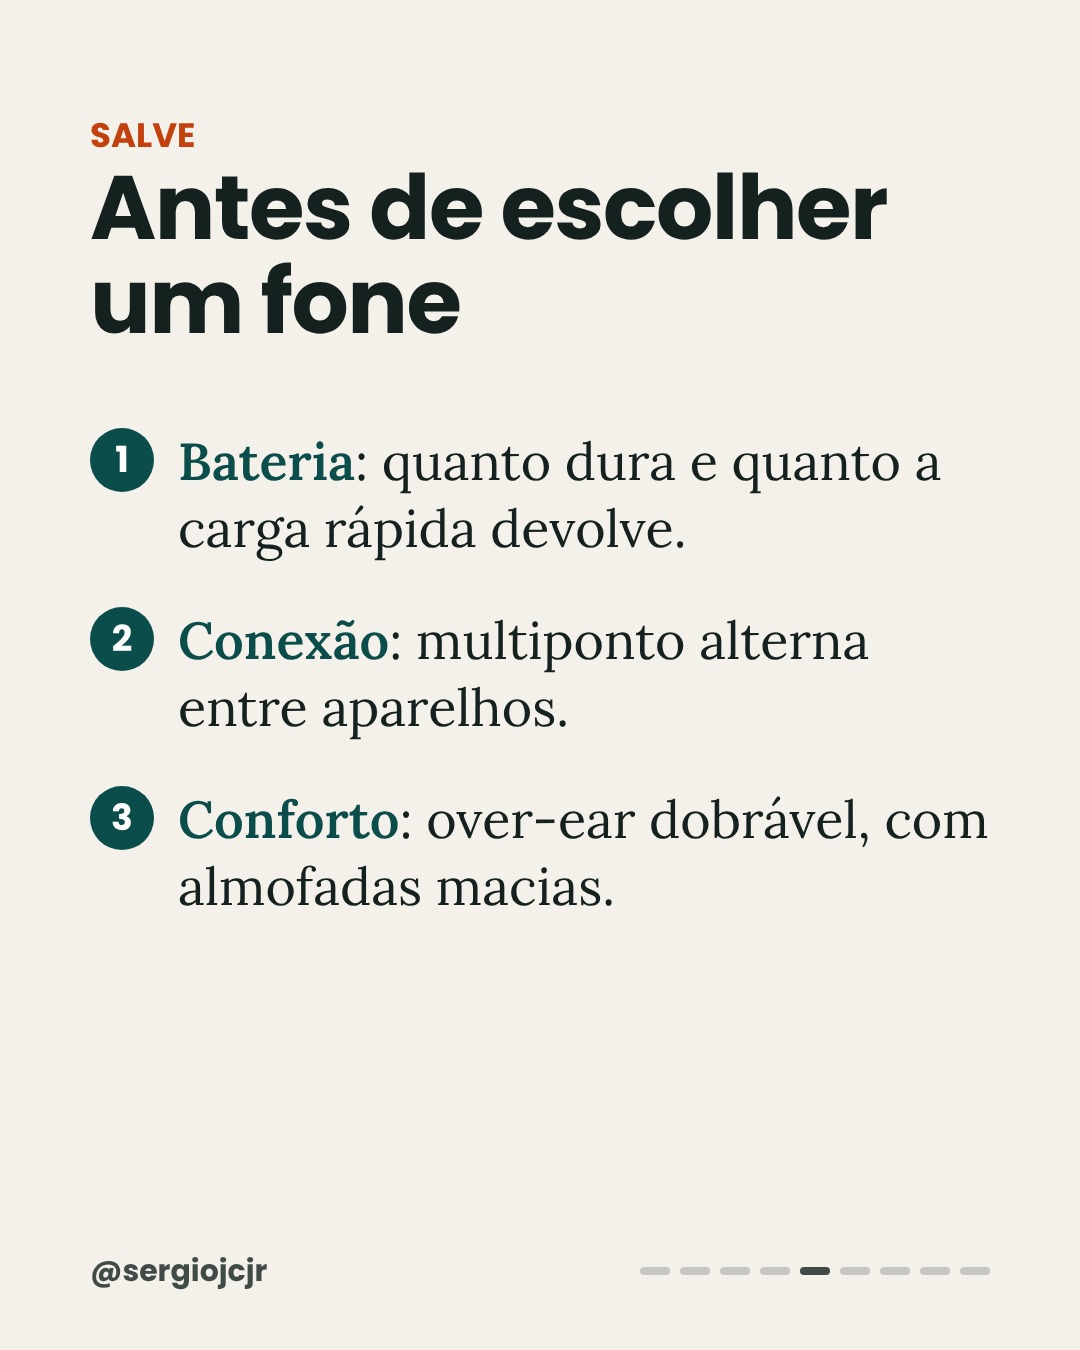 SALVE
Antes de escolher
um fone
1 Bateria: quanto dura e quanto a
carga rápida devolve.
2 Conexão: multiponto alterna
entre aparelhos.
3 Conforto: over-ear dobrável, com
almofadas macias.
@sergiojcjr